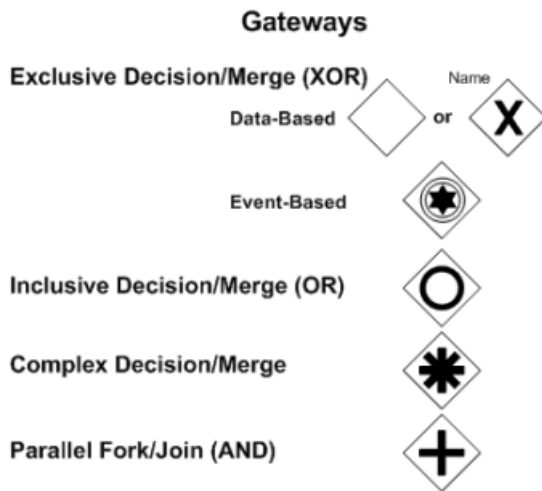 Gateways
Exclusive Decision/Merge (XOR)
Name
Data-Based
or
X
Event-Based
Inclusive Decision/Merge (OR)
Complex Decision/Merge
Parallel Fork/Join (AND)